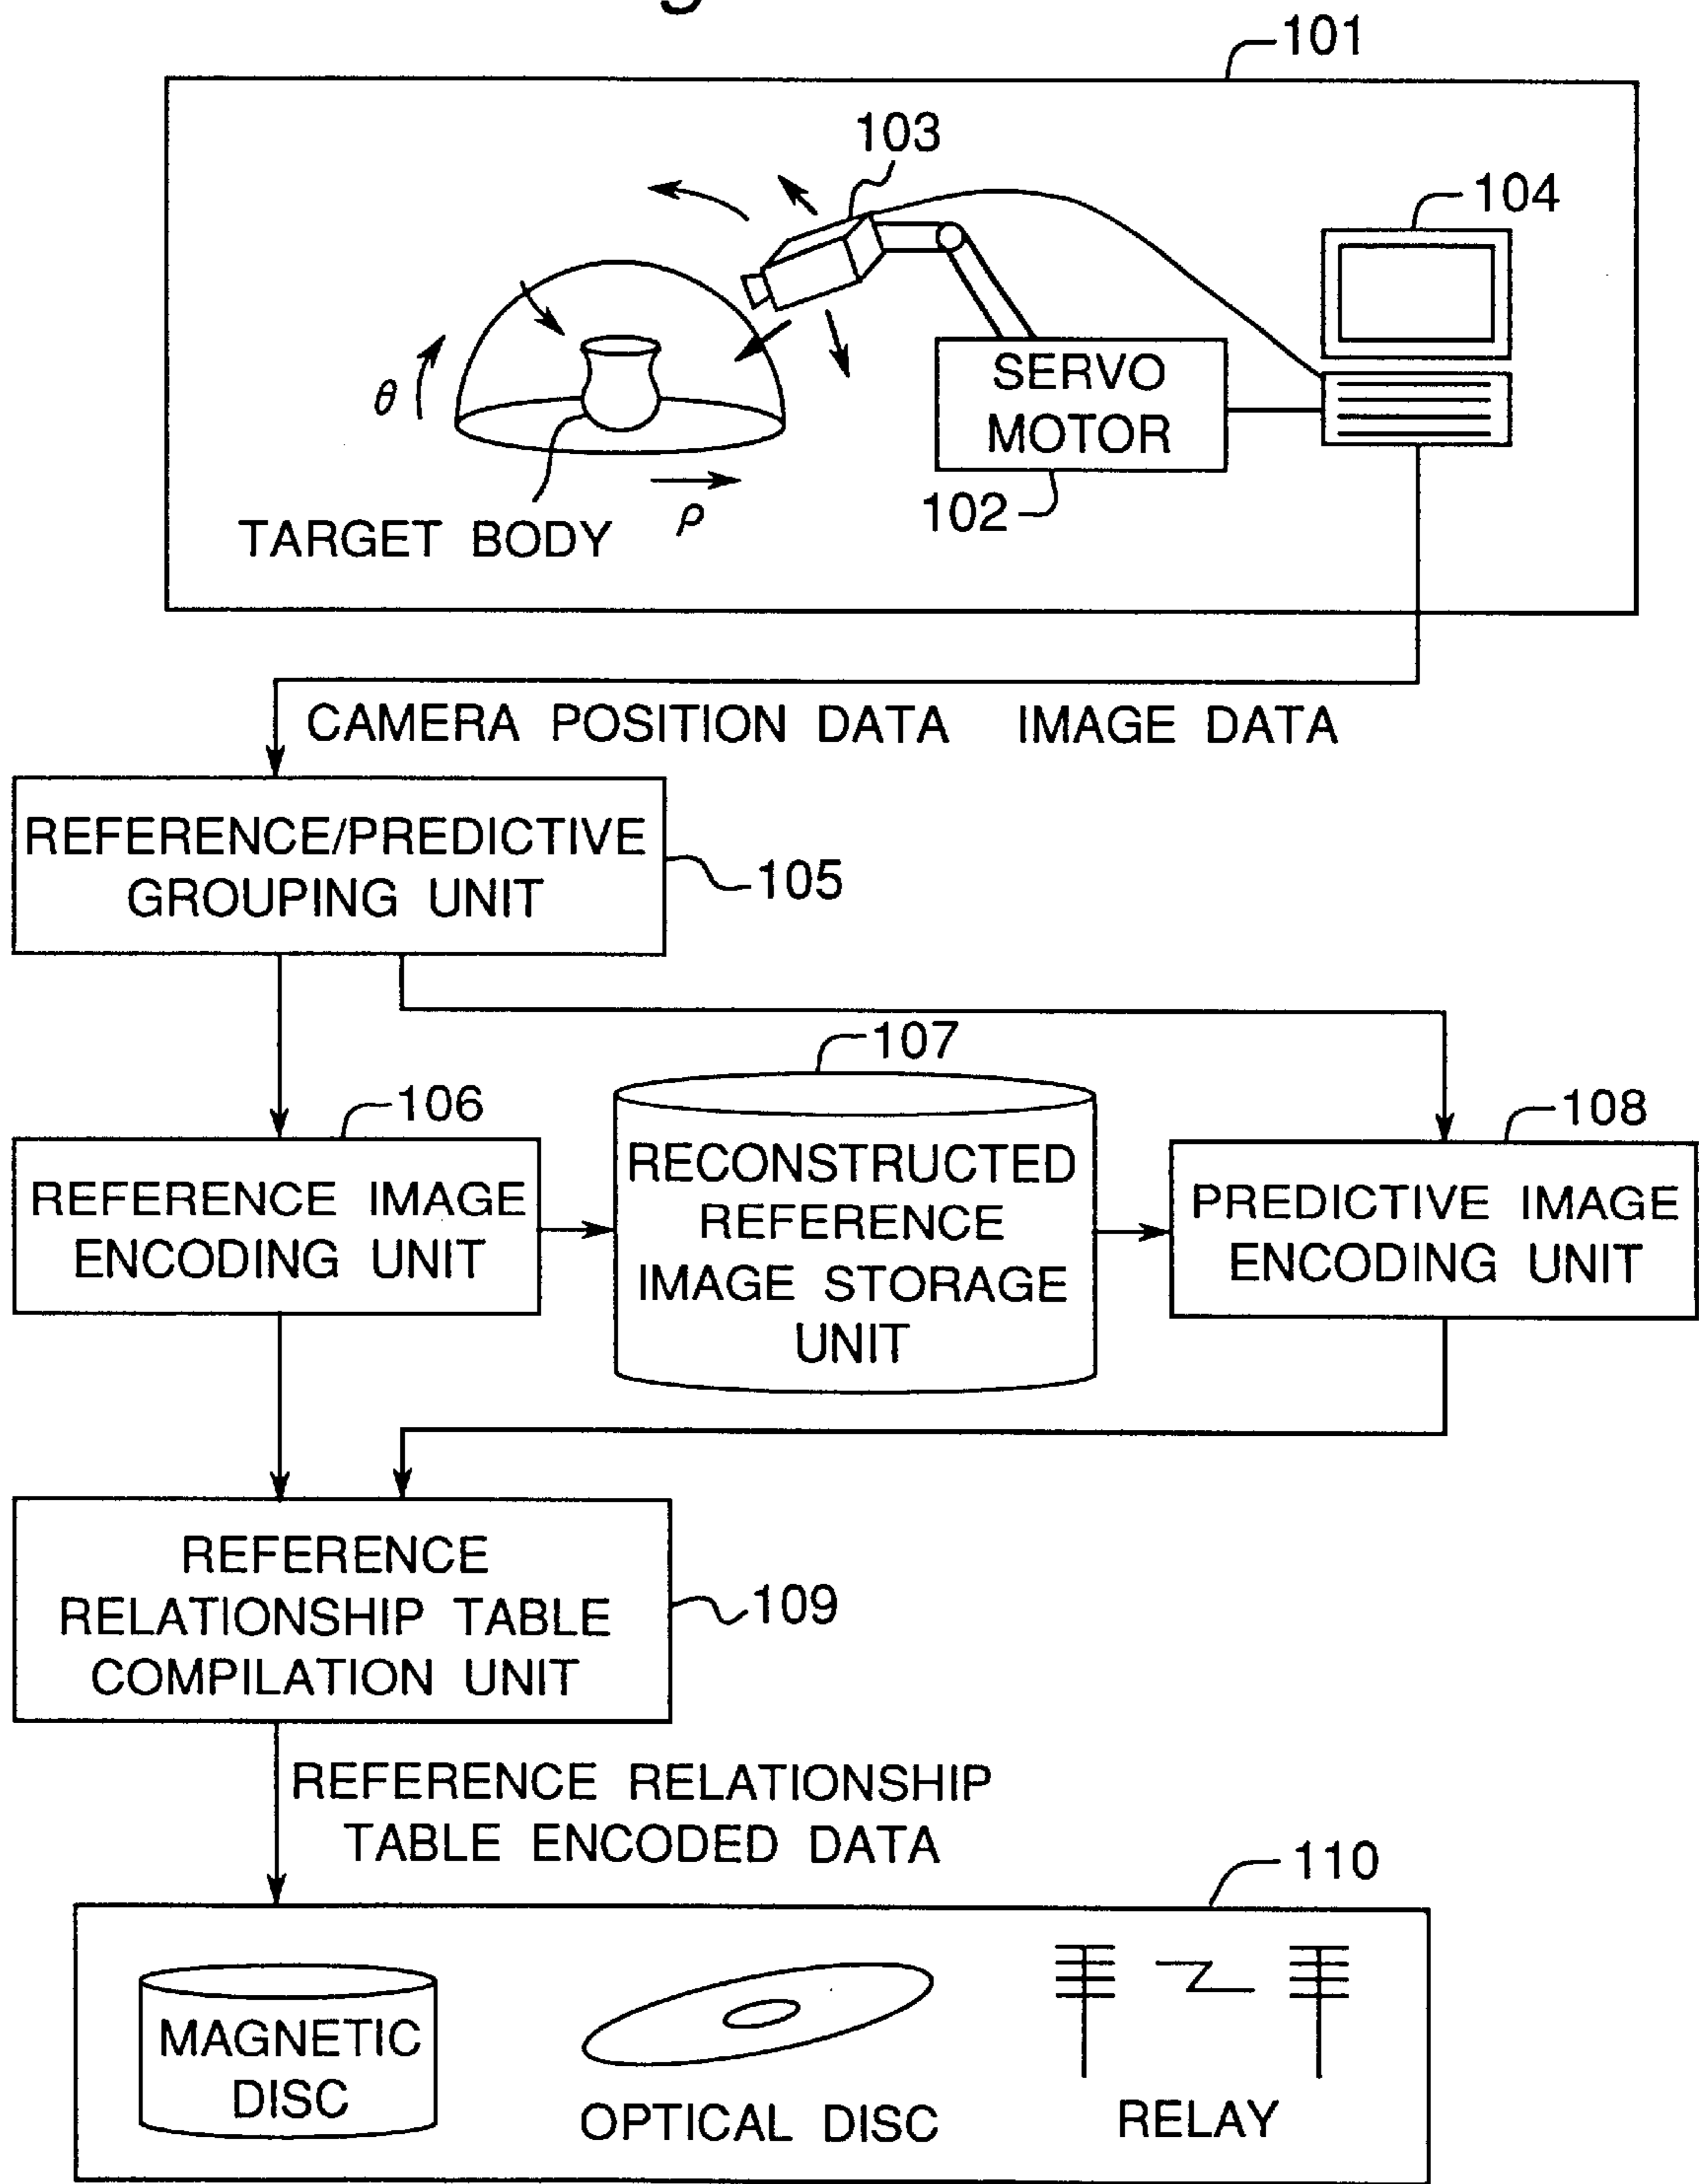 101
103
104
θ
SERVO
MOTOR
102
ρ
TARGET BODY
CAMERA POSITION DATA IMAGE DATA
REFERENCE/PREDICTIVE
GROUPING UNIT
105
107
106
108
REFERENCE IMAGE
ENCODING UNIT
RECONSTRUCTED
REFERENCE
IMAGE STORAGE
UNIT
PREDICTIVE IMAGE
ENCODING UNIT
REFERENCE
RELATIONSHIP TABLE
COMPILATION UNIT
109
REFERENCE RELATIONSHIP
TABLE ENCODED DATA
110
MAGNETIC
DISC
OPTICAL DISC
RELAY